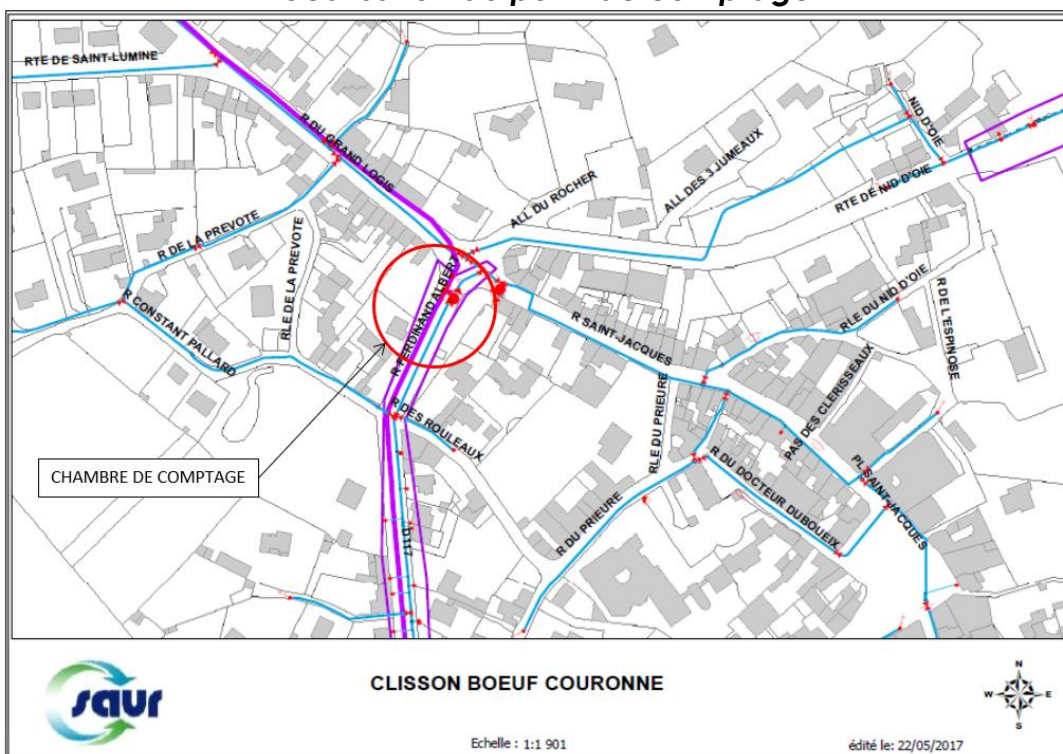 RTE DE SAINT-LUMINE
R DU GRAND LOGIS
NID D'OIE
ALL DES 3 JUMEAUX
ALL DU ROCHER
RTE DE NID D'OIE
R DE LA PREVOTE
RLE DE LA PREVOTE
R FERDINAND ALBERT
RLE DU NID D'OIE
R DE L'ESPINOSE
R CONSTANT PALLARD
R SAINT-JACQUES
PAS DES CLERISSEAUX
R DES ROULEAUX
RLE DU PRIEURE
CHAMBRE DE COMPTAGE
R DU DOCTEUR DUBOUEIX
PL SAINT-JACQUES
R DU PRIEURE
D117
saur
CLISSON BOEUF COURONNE
N
W E
S
Echelle : 1:1 901
édité le: 22/05/2017